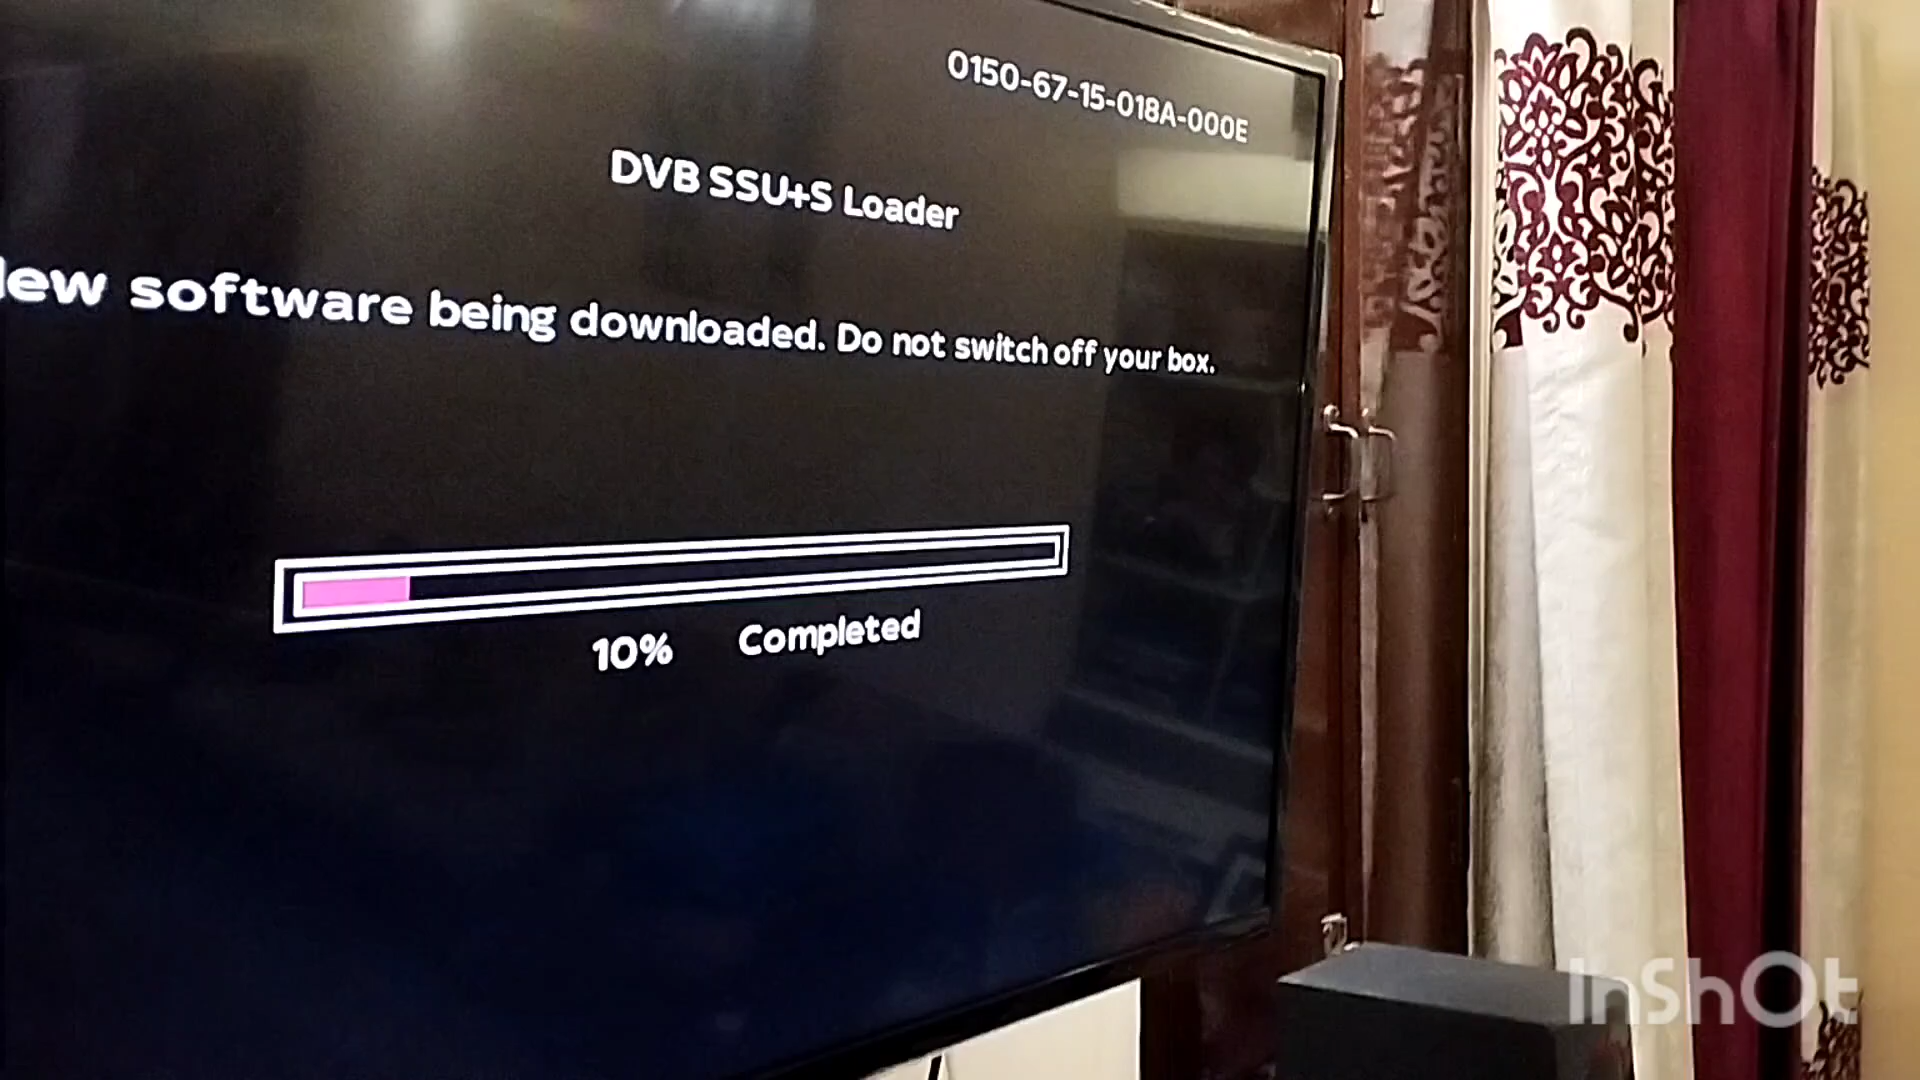 0150-67-15-018A-000E
DVB SSU+S Loader
ew software being downloaded. Do not switch off your box.
10% Completed
InShOt